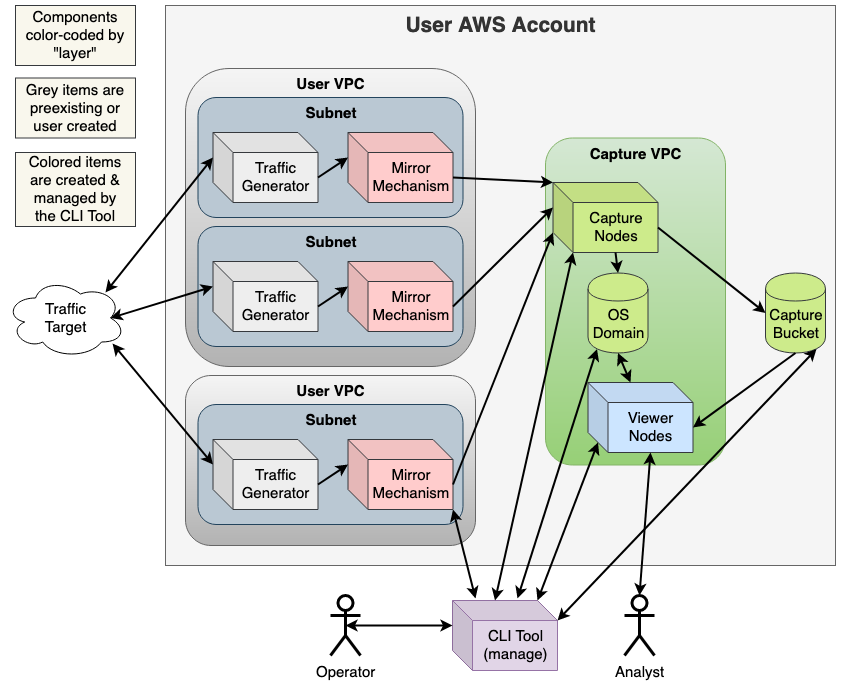 Components
color-coded by
"layer"
Grey items are
preexisting or
user created
Colored items
are created &
managed by
the CLI Tool
User AWS Account
User VPC
Subnet
Traffic
Generator
Mirror
Mechanism
Subnet
Traffic
Generator
Mirror
Mechanism
User VPC
Subnet
Traffic
Generator
Mirror
Mechanism
Traffic
Target
Capture VPC
Capture
Nodes
OS
Domain
Viewer
Nodes
Capture
Bucket
CLI Tool
(manage)
Operator
Analyst